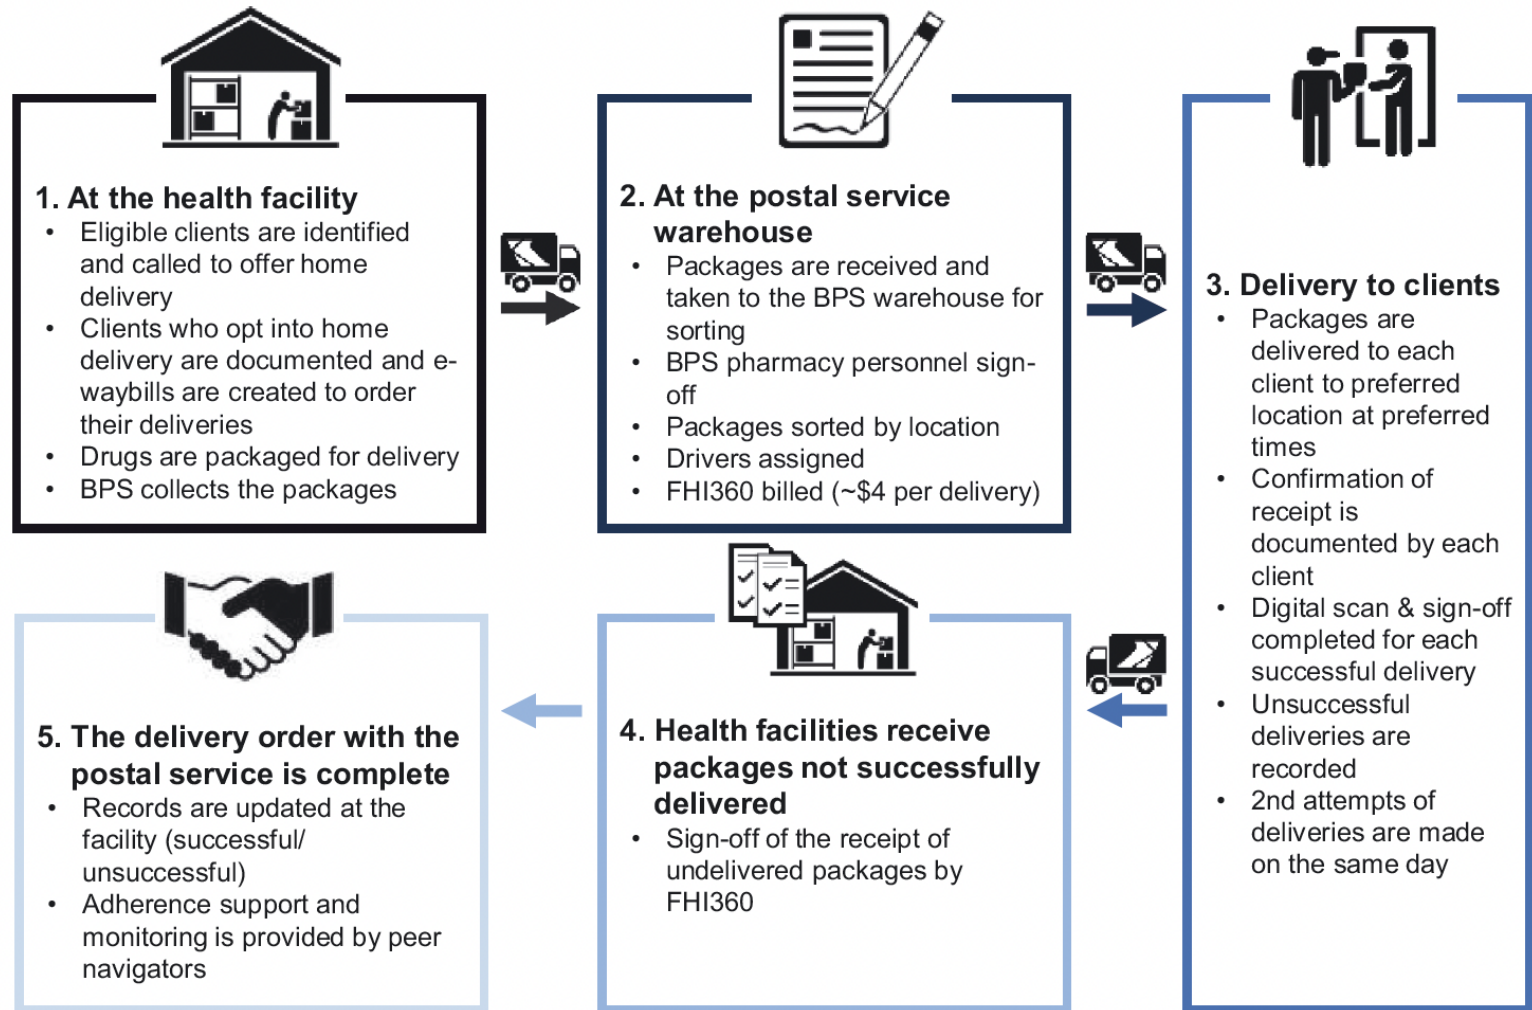 1. At the health facility
• Eligible clients are identified
and called to offer home
delivery
• Clients who opt into home
delivery are documented and e-
waybills are created to order
their deliveries
• Drugs are packaged for delivery
• BPS collects the packages
2. At the postal service
warehouse
• Packages are received and
taken to the BPS warehouse for
sorting
• BPS pharmacy personnel sign-
off
• Packages sorted by location
• Drivers assigned
• FHI360 billed (~$4 per delivery)
3. Delivery to clients
• Packages are
delivered to each
client to preferred
location at preferred
times
• Confirmation of
receipt is
documented by each
client
• Digital scan & sign-off
completed for each
successful delivery
• Unsuccessful
deliveries are
recorded
• 2nd attempts of
deliveries are made
on the same day
4. Health facilities receive
packages not successfully
delivered
• Sign-off of the receipt of
undelivered packages by
FHI360
5. The delivery order with the
postal service is complete
• Records are updated at the
facility (successful/
unsuccessful)
• Adherence support and
monitoring is provided by peer
navigators